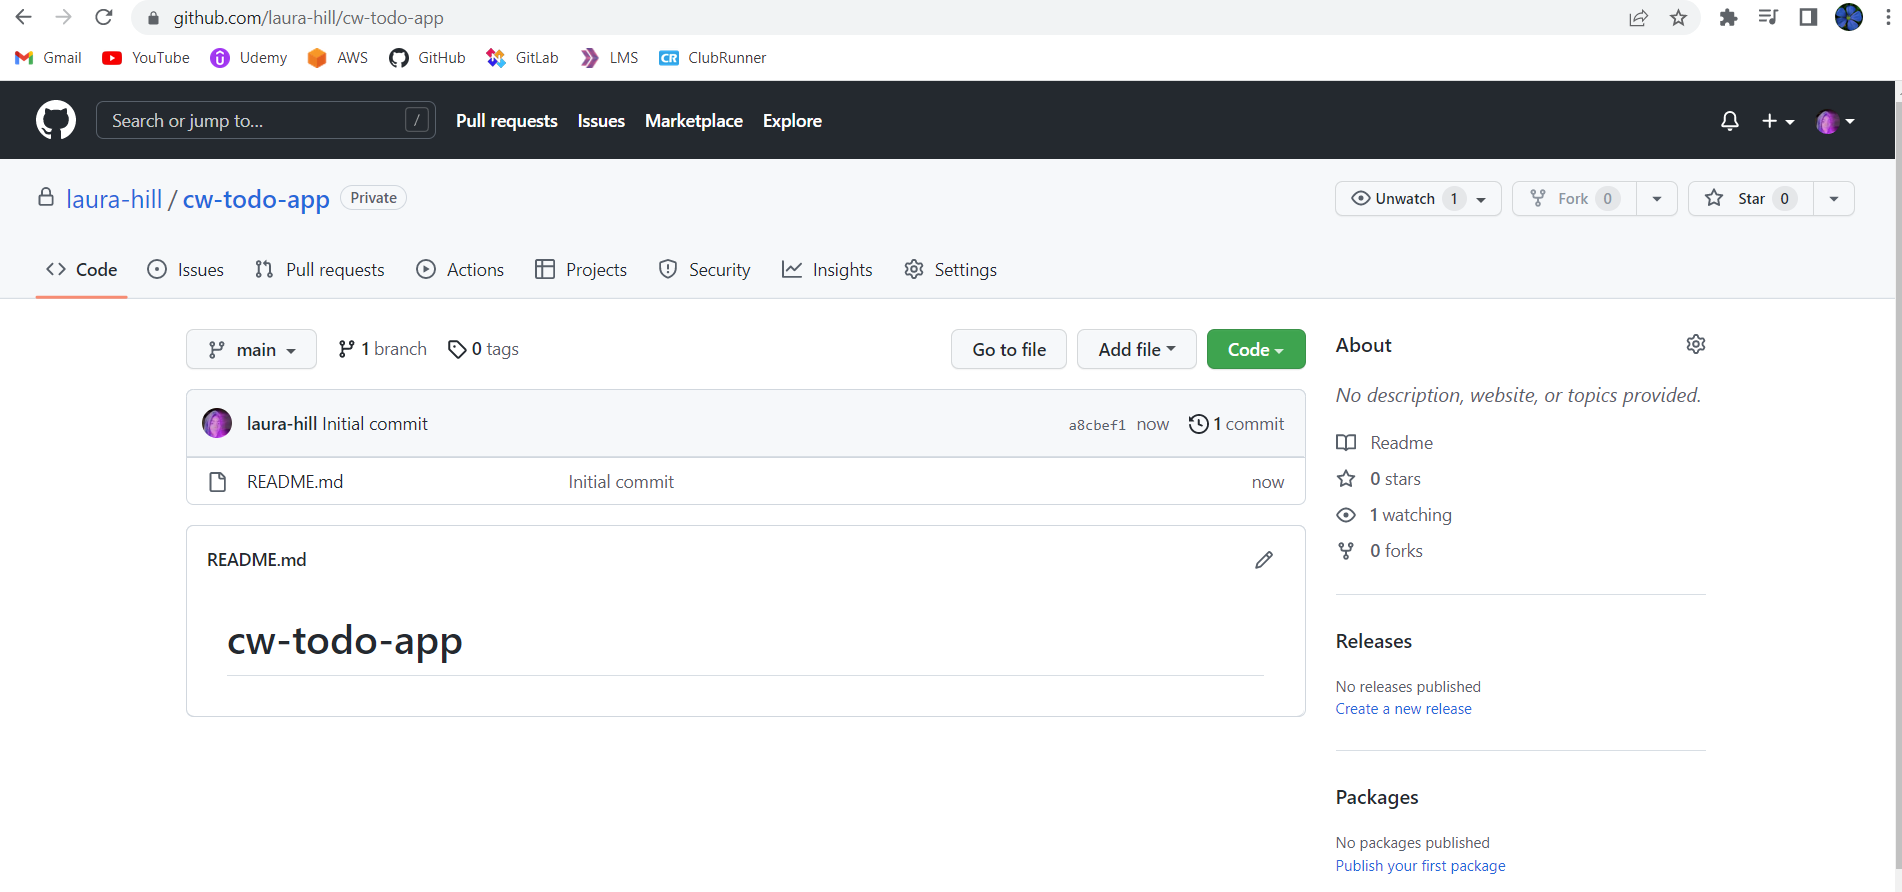 github.com/laura-hill/cw-todo-app
Gmail YouTube Udemy AWS GitHub GitLab LMS CR ClubRunner
Search or jump to... / Pull requests Issues Marketplace Explore
laura-hill / cw-todo-app Private Unwatch 1 Fork 0 Star 0
Code Issues Pull requests Actions Projects Security Insights Settings
main 1 branch 0 tags Go to file Add file Code
laura-hill Initial commit a8cbef1 now 1 commit
README.md Initial commit now
README.md
cw-todo-app
About
No description, website, or topics provided.
Readme
0 stars
1 watching
0 forks
Releases
No releases published
Create a new release
Packages
No packages published
Publish your first package